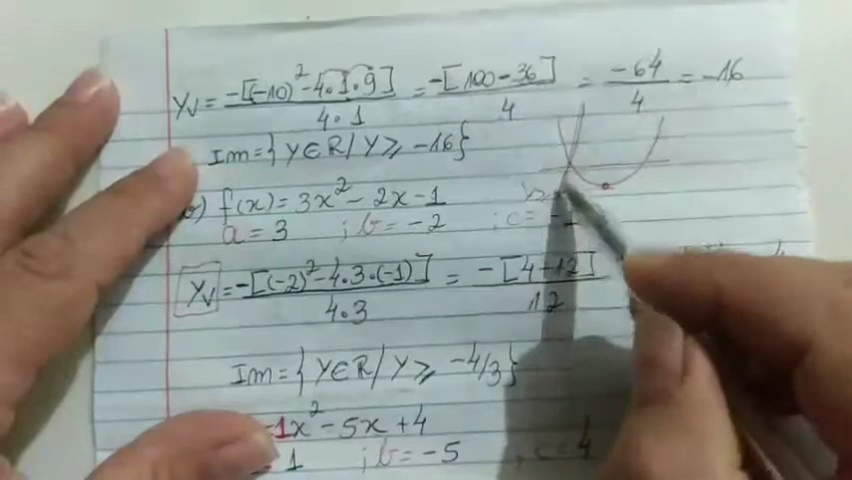 Yv = -[(-10)² - 4.1.9] / 4.1 = -[100 - 36] / 4 = -64 / 4 = -16
Im = {Y∈R/Y⩾ -16}
f(x) = 3x² - 2x - 1
a = 3 ; b = -2 ; c = -1
Yv = -[(-2)² - 4.3.(-1)] / 4.3 = -[4 - 12] / 12
Im = {Y∈R/Y⩾ -4/3}
= 1x² - 5x + 4
= 1 ; b = -5 ; c = 4